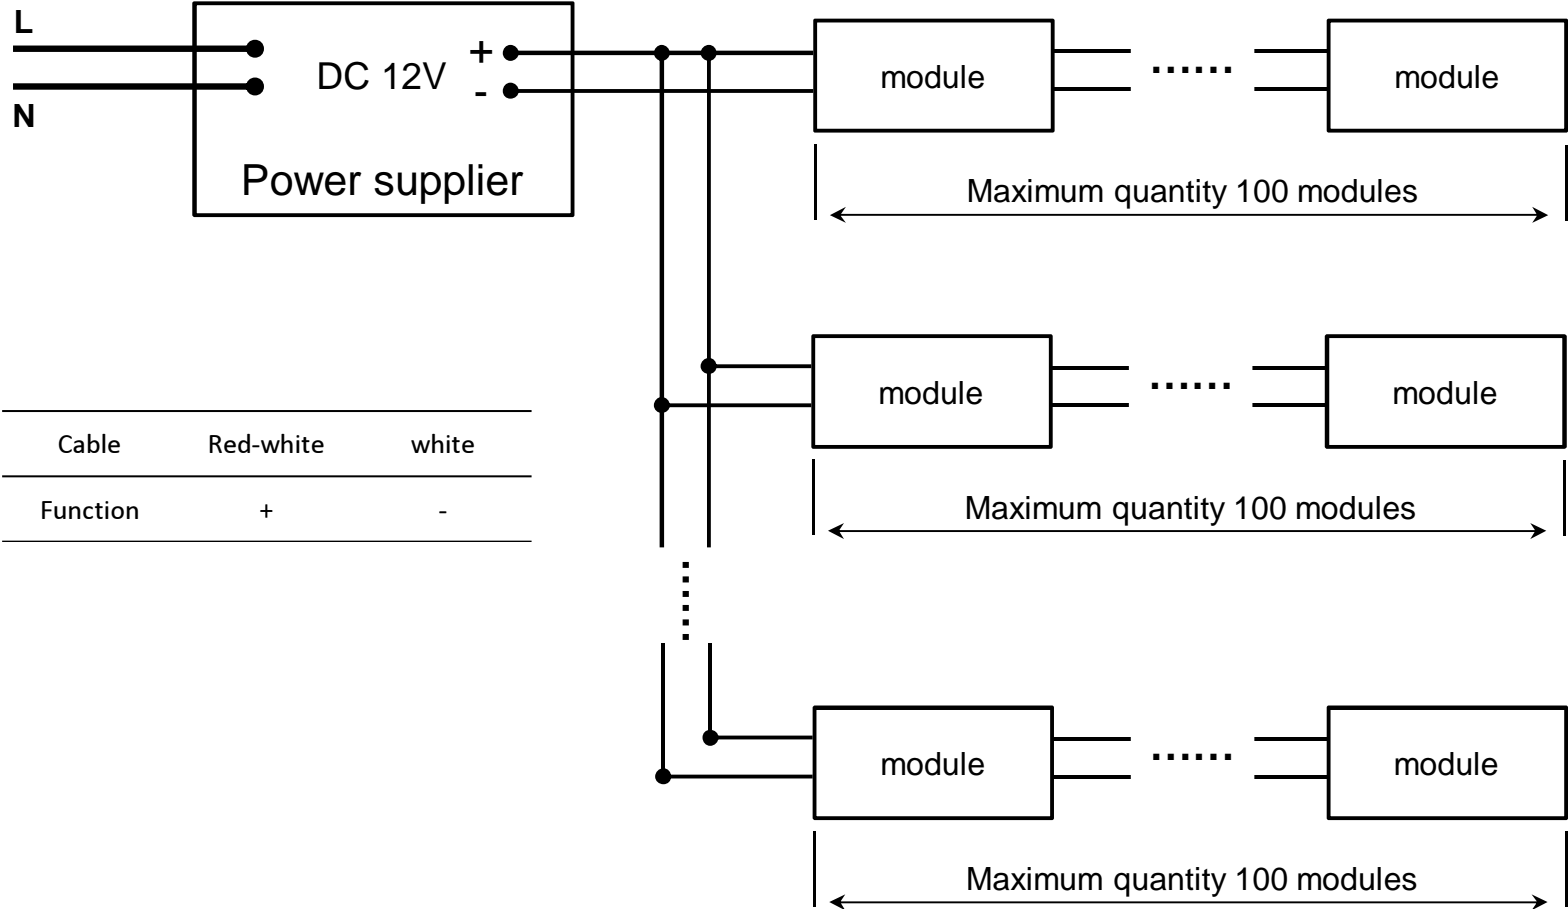 L
N
DC 12V
+
-
Power supplier
module
......
module
Maximum quantity 100 modules
module
......
module
Maximum quantity 100 modules
Cable Red-white white
Function + -
module
......
module
Maximum quantity 100 modules